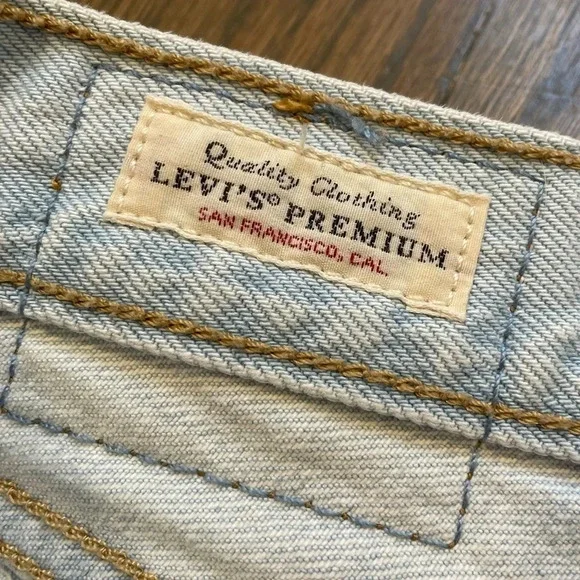 Quality Clothing
LEVI'S® PREMIUM
SAN FRANCISCO, CAL.